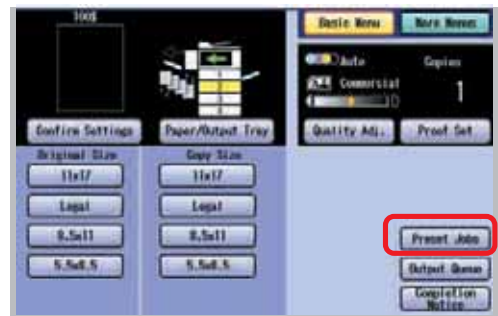 100%
Basic Menu
More Menus
Auto
Copies
Commercial
1
Confirm Settings
Paper/Output Tray
Quality Adj.
Proof Set
Original Size
Copy Size
11x17
11x17
Legal
Legal
8.5x11
8.5x11
5.5x8.5
5.5x8.5
Preset Jobs
Output Queue
Completion
Notice